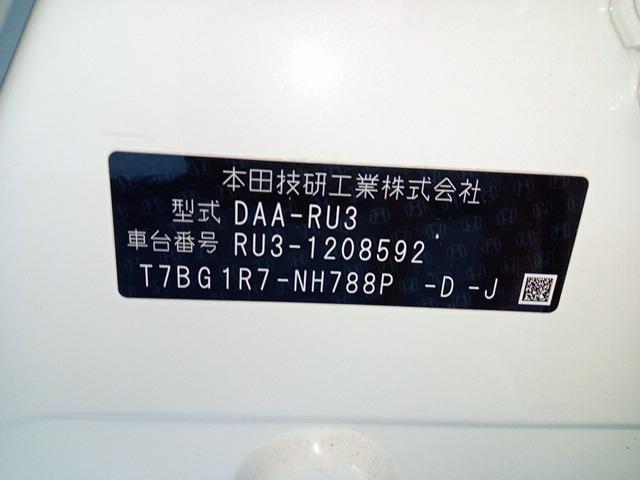 本田技研工業株式会社
型式 DAA-RU3
車台番号 RU3-1208592
T7BG1R7-NH788P -D -J